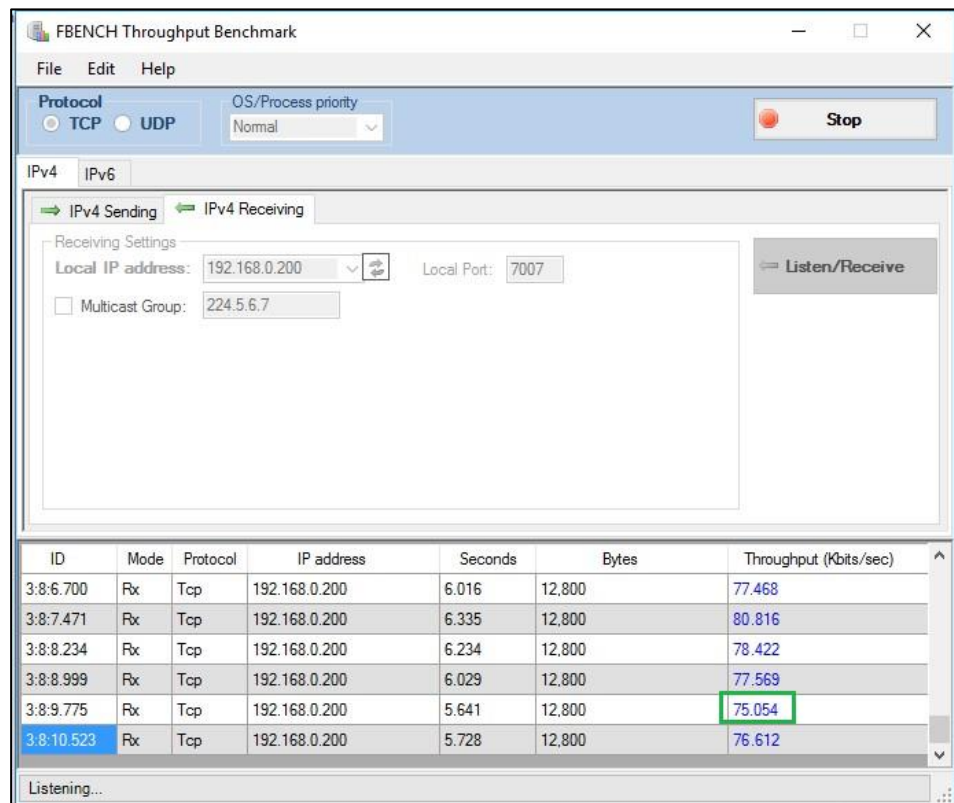 FBENCH Throughput Benchmark
File Edit Help
Protocol
TCP UDP
OS/Process priority
Normal
Stop
IPv4 IPv6
IPv4 Sending IPv4 Receiving
Receiving Settings
Local IP address: 192.168.0.200 Local Port: 7007
Multicast Group: 224.5.6.7
Listen/Receive
ID Mode Protocol IP address Seconds Bytes Throughput (Kbits/sec)
3:8:6.700 Rx Tcp 192.168.0.200 6.016 12,800 77.468
3:8:7.471 Rx Tcp 192.168.0.200 6.335 12,800 80.816
3:8:8.234 Rx Tcp 192.168.0.200 6.234 12,800 78.422
3:8:8.999 Rx Tcp 192.168.0.200 6.029 12,800 77.569
3:8:9.775 Rx Tcp 192.168.0.200 5.641 12,800 75.054
3:8:10.523 Rx Tcp 192.168.0.200 5.728 12,800 76.612
Listening...